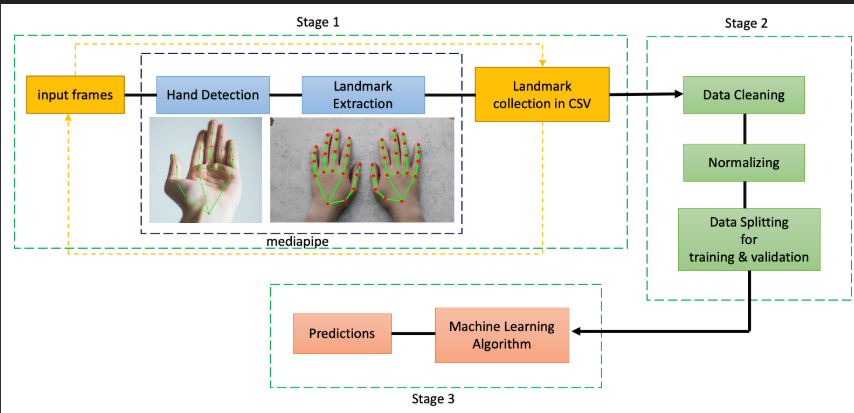 Stage 1
Stage 2
input frames
Hand Detection
Landmark
Extraction
Landmark
collection in CSV
Data Cleaning
Normalizing
Data Splitting
for
training & validation
mediapipe
Predictions
Machine Learning
Algorithm
Stage 3